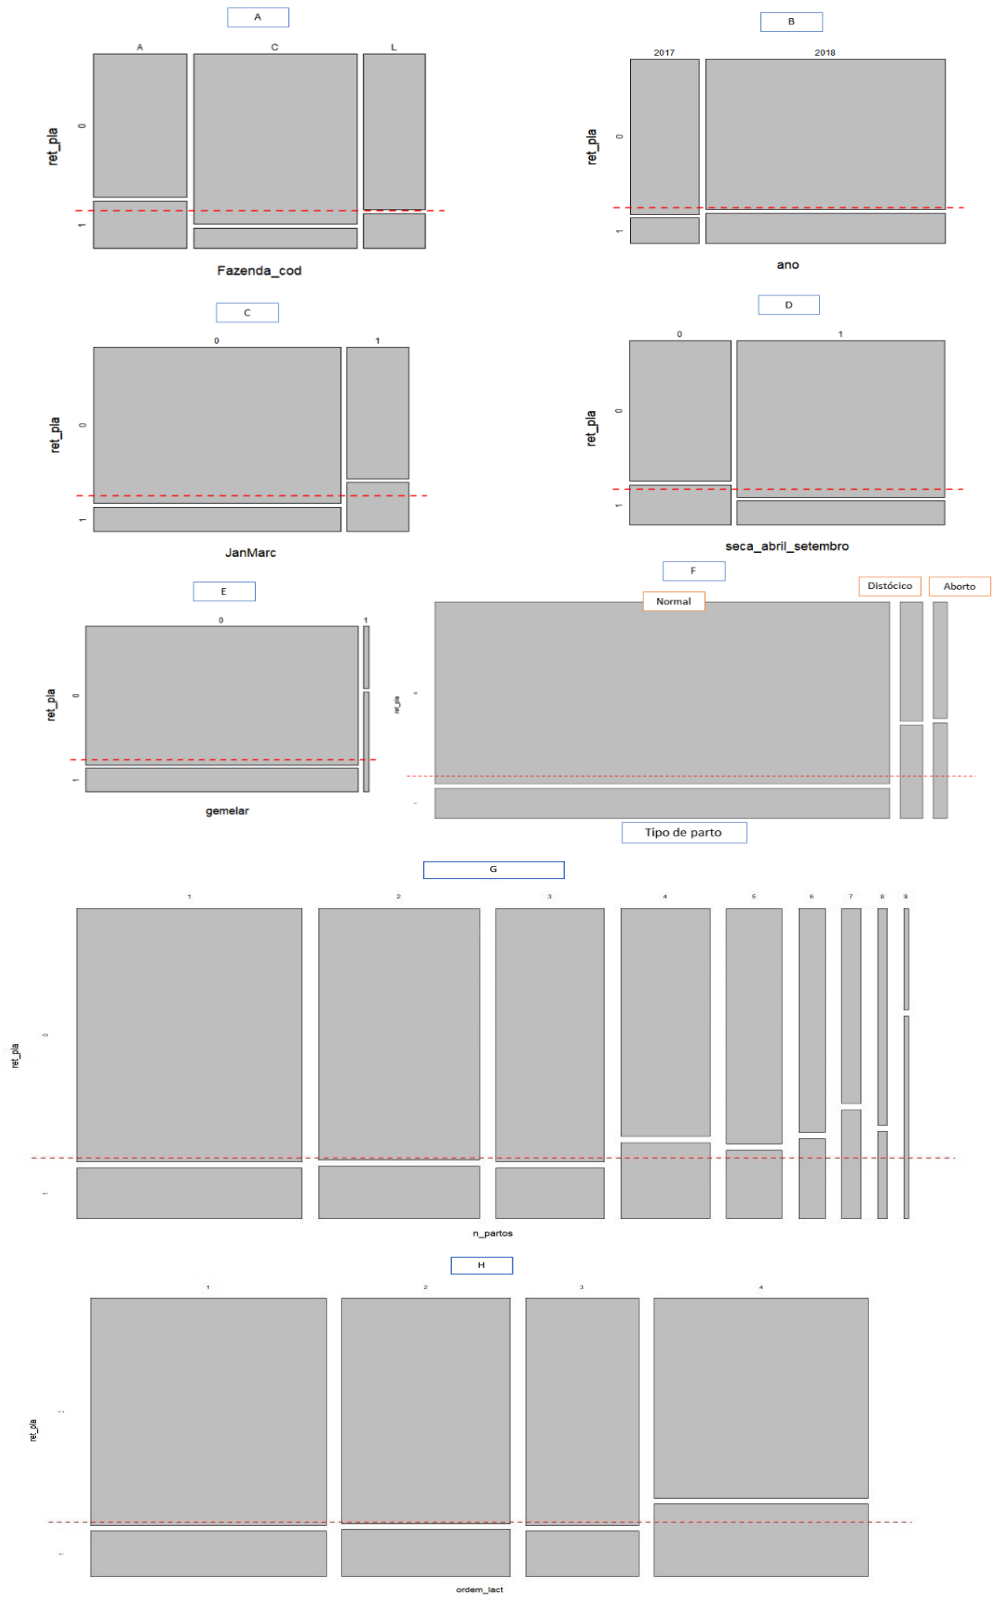 A
A C L
ret_pla
0
1
Fazenda_cod
B
2017 2018
ret_pla
0
1
ano
C
0 1
ret_pla
0
1
JanMarc
D
0 1
ret_pla
0
1
seca_abril_setembro
E
0 1
ret_pla
0
1
gemelar
F
Normal Distócico Aborto
ret_pla
Tipo de parto
G
1 2 3 4 5 6 7 8 9
ret_pla
0
1
n_partos
H
1 2 3 4
ret_pla
1
ordem_lact